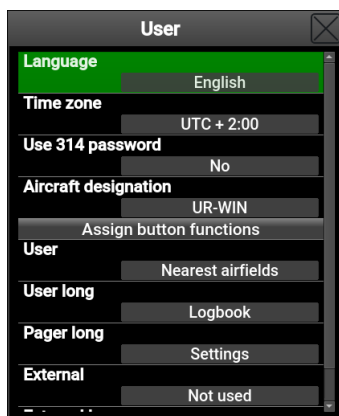 User
Language
English
Time zone
UTC + 2:00
Use 314 password
No
Aircraft designation
UR-WIN
Assign button functions
User
Nearest airfields
User long
Logbook
Pager long
Settings
External
Not used